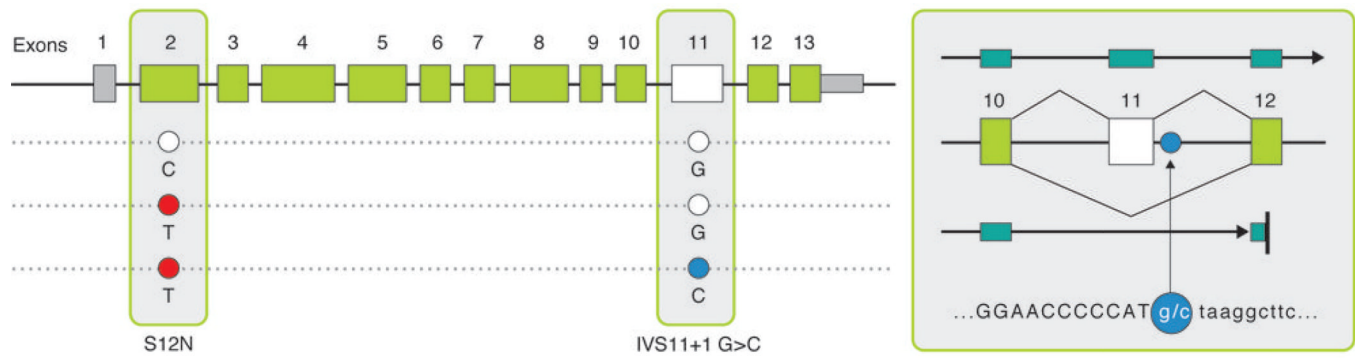 Exons 1 2 3 4 5 6 7 8 9 10 11 12 13
C G
T G
T C
S12N IVS11+1 G>C
10 11 12
...GGAACCCCCAT g/c taaggcttc...